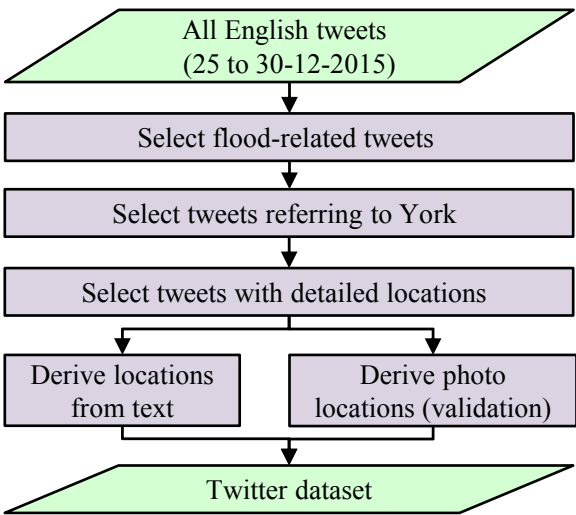 All English tweets
(25 to 30-12-2015)
Select flood-related tweets
Select tweets referring to York
Select tweets with detailed locations
Derive locations
from text
Derive photo
locations (validation)
Twitter dataset